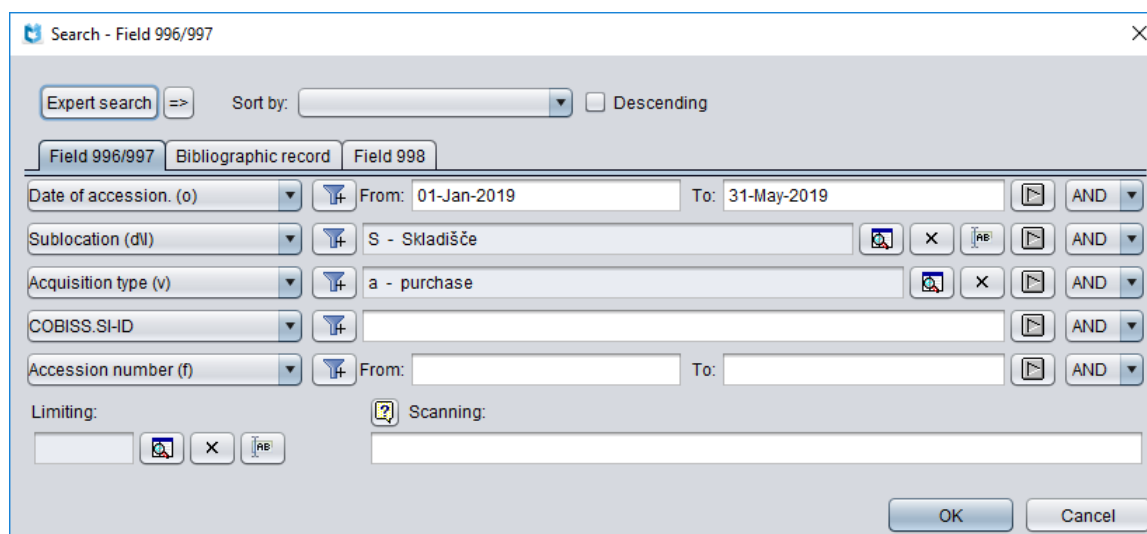 Search - Field 996/997
Expert search => Sort by: Descending
Field 996/997 Bibliographic record Field 998
Date of accession. (o) From: 01-Jan-2019 To: 31-May-2019 AND
Sublocation (d\l) S - Skladišče AB AND
Acquisition type (v) a - purchase AND
COBISS.SI-ID AND
Accession number (f) From: To: AND
Limiting: ? Scanning:
AB
OK Cancel